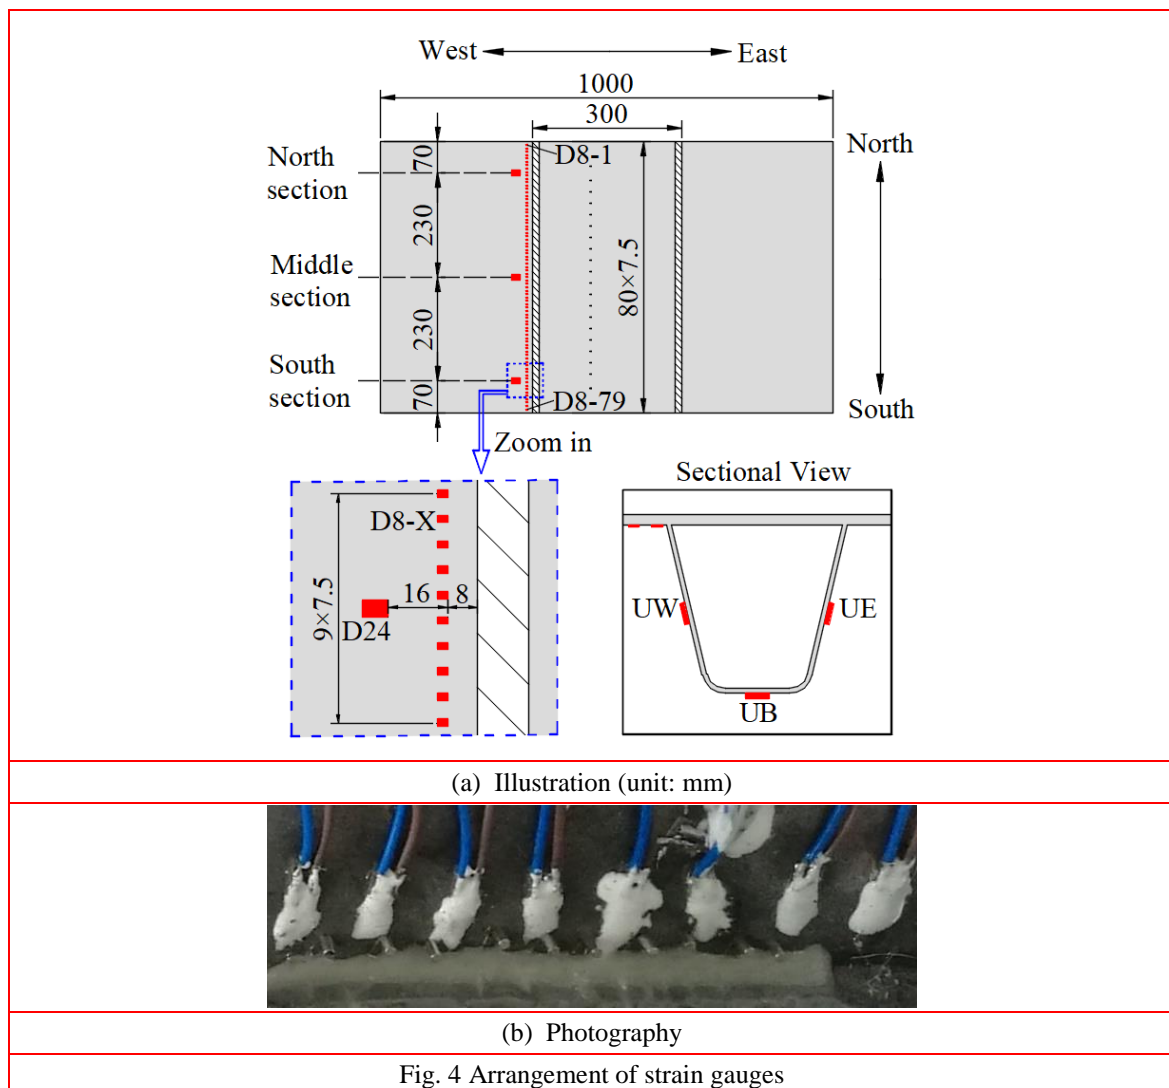 West
East
1000
300
North
section
70
D8-1
North
230
Middle
section
80×7.5
230
South
section
70
D8-79
South
Zoom in
Sectional View
D8-X
9×7.5
16
8
D24
UW
UE
UB
(a) Illustration (unit: mm)
(b) Photography
Fig. 4 Arrangement of strain gauges